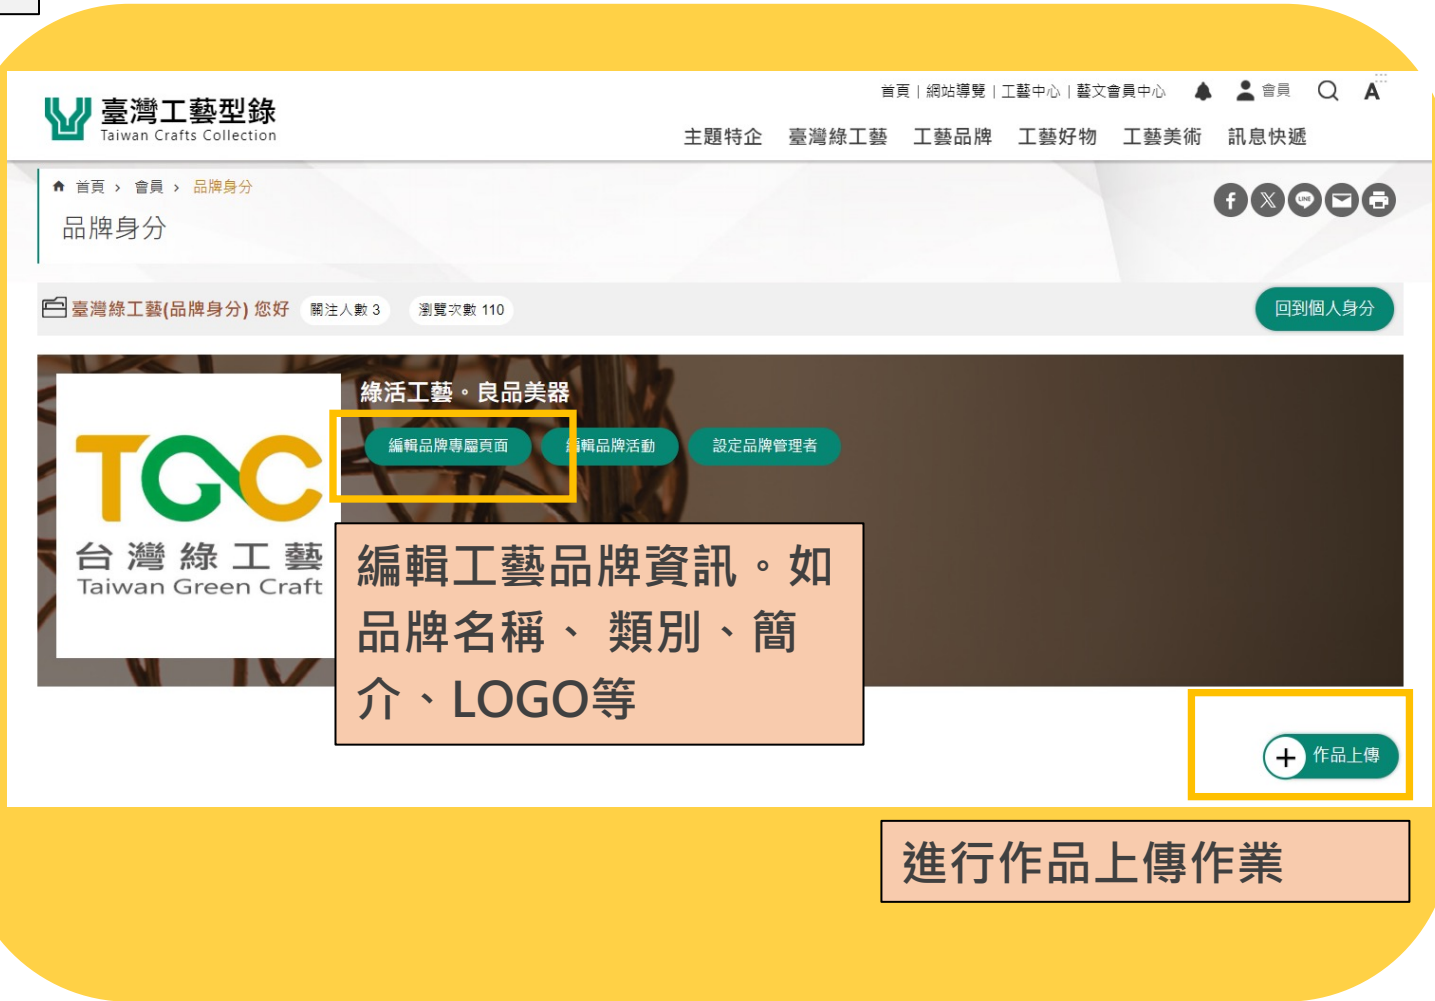 首頁 | 網站導覽 | 工藝中心 | 藝文會員中心 會員 A
臺灣工藝型錄
Taiwan Crafts Collection
主題特企 臺灣綠工藝 工藝品牌 工藝好物 工藝美術 訊息快遞
首頁 › 會員 › 品牌身分
品牌身分
臺灣綠工藝(品牌身分) 您好 關注人數 3 瀏覽次數 110
回到個人身分
綠活工藝。良品美器
編輯品牌專屬頁面 編輯品牌活動 設定品牌管理者
TGC
台灣綠工藝
Taiwan Green Craft
編輯工藝品牌資訊。如
品牌名稱、 類別、簡
介、LOGO等
+ 作品上傳
進行作品上傳作業